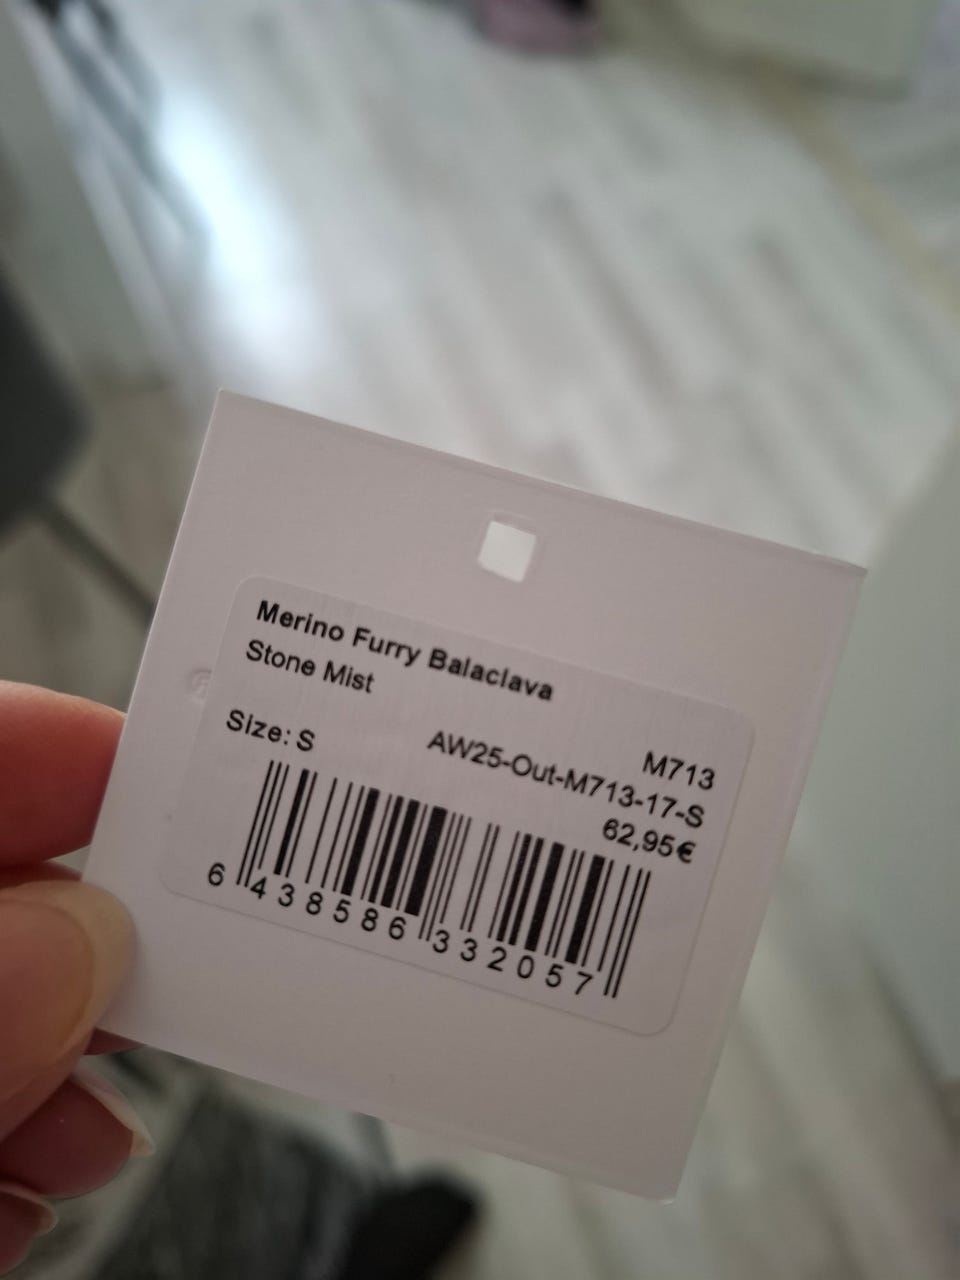 Merino Furry Balaclava
Stone Mist
M713
Size: S AW25-Out-M713-17-S
62,95€
6 438586 332057